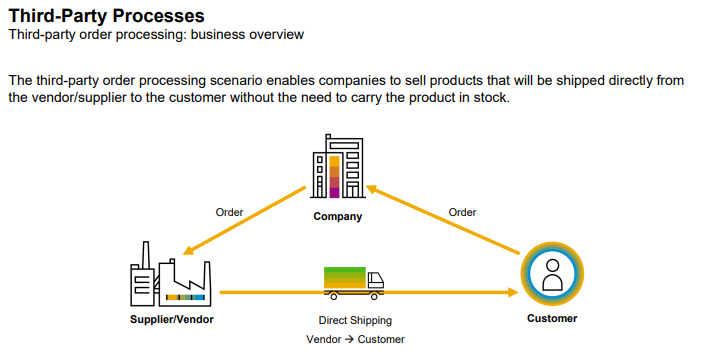 Third-Party Processes
Third-party order processing: business overview
The third-party order processing scenario enables companies to sell products that will be shipped directly from
the vendor/supplier to the customer without the need to carry the product in stock.
Order
Company
Order
Supplier/Vendor
Direct Shipping
Vendor → Customer
Customer